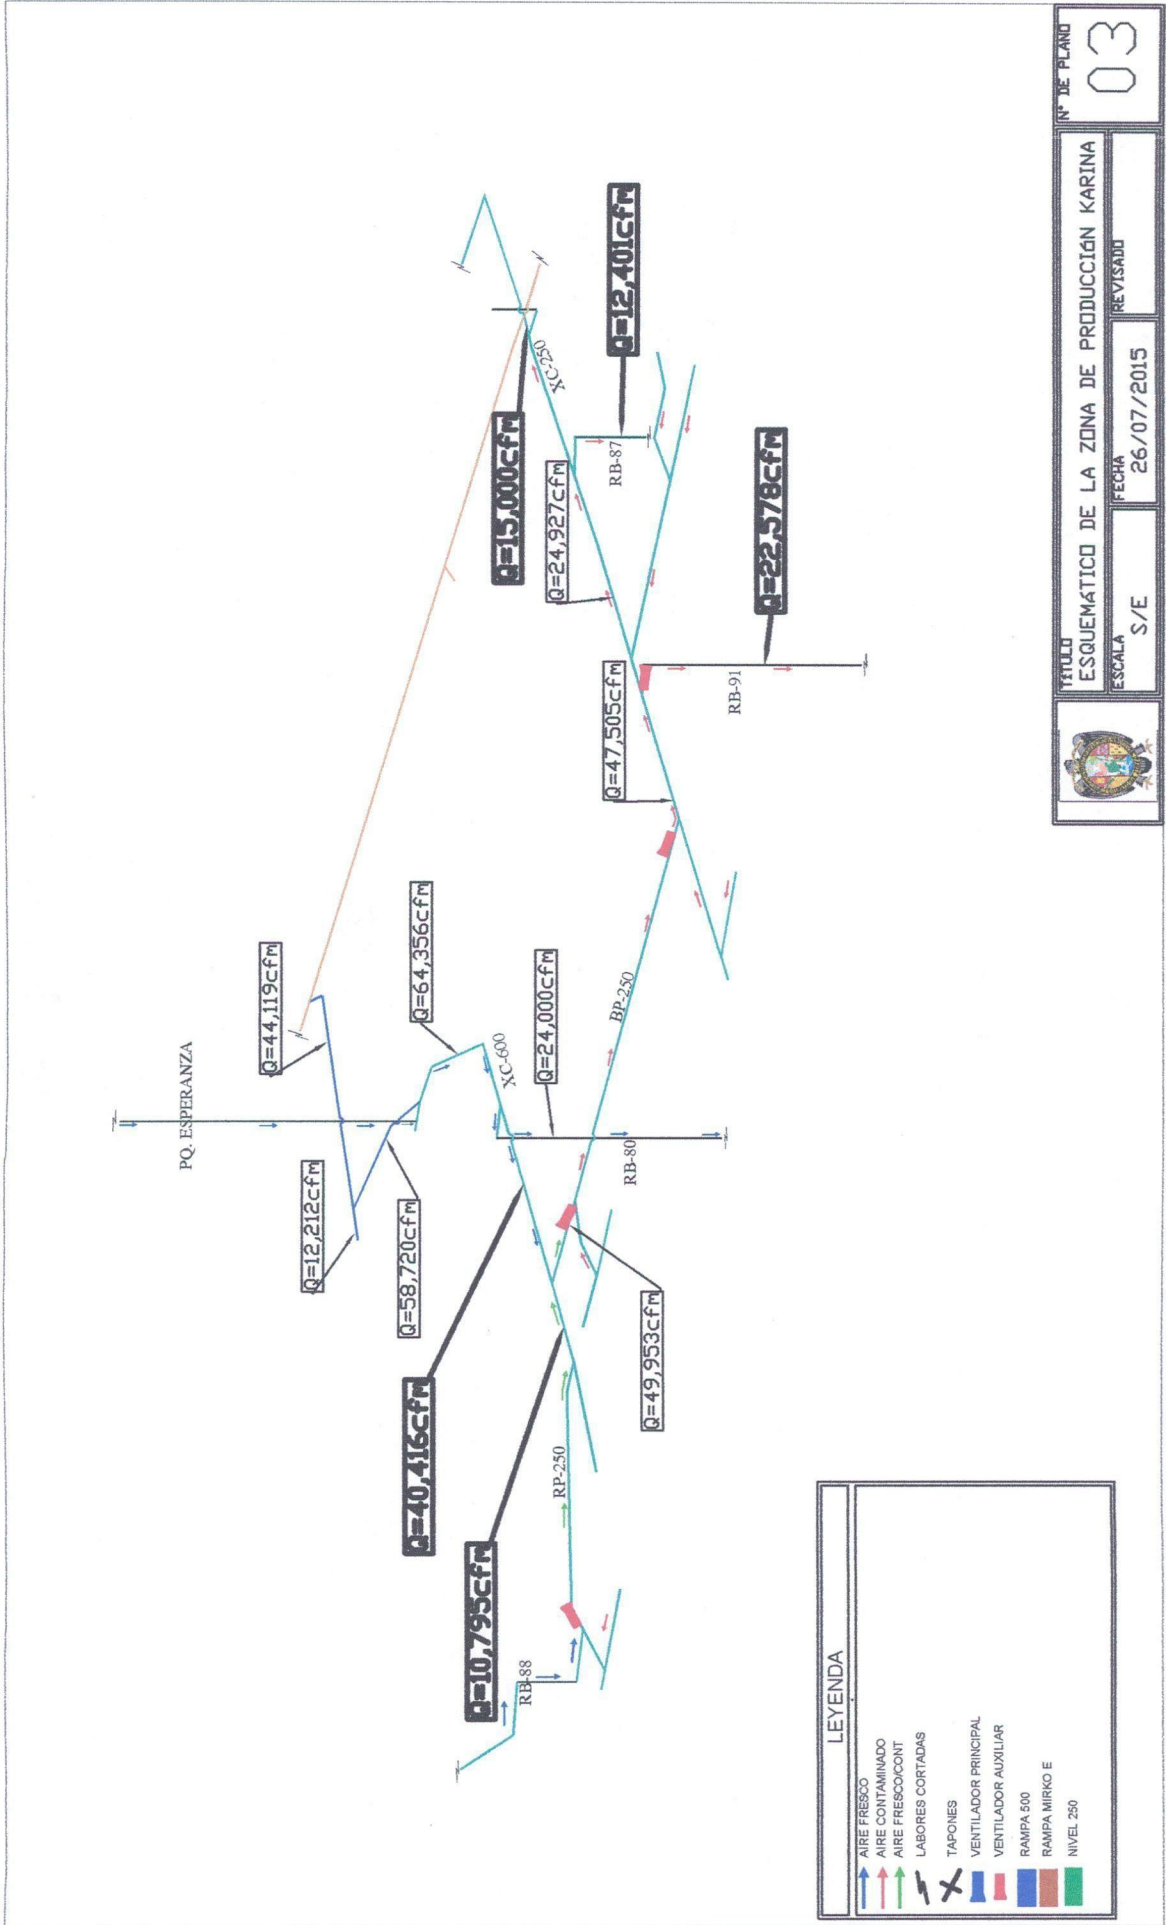 PQ. ESPERANZA
Q=44,119cfm
Q=12,212cfm
Q=58,720cfm
Q=64,356cfm
XC-600
Q=24,000cfm
RB-80
Q=40,416cfm
Q=10,795cfm
RB-88
RP-250
Q=49,953cfm
BP-250
Q=47,505cfm
RB-91
Q=22,578cfm
Q=24,927cfm
RB-87
Q=15,000cfm
XC-250
Q=12,401cfm
LEYENDA
AIRE FRESCO
AIRE CONTAMINADO
AIRE FRESCO/CONT
LABORES CORTADAS
TAPONES
VENTILADOR PRINCIPAL
VENTILADOR AUXILIAR
RAMPA 500
RAMPA MIRKO E
NIVEL 250
TÍTULO
ESQUEMÁTICO DE LA ZONA DE PRODUCCIÓN KARINA
ESCALA
S/E
FECHA
26/07/2015
REVISADO
N° DE PLANO
03